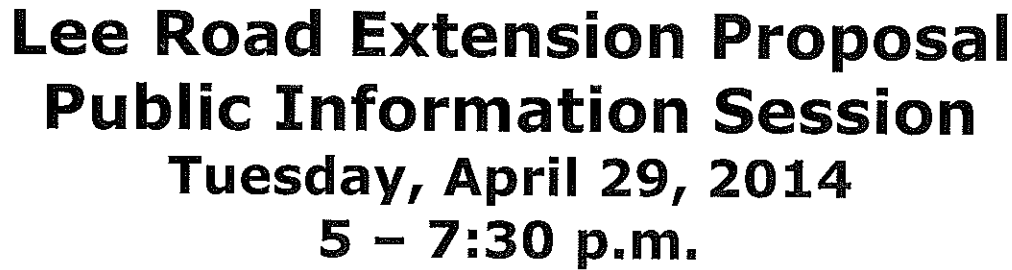 Lee Road Extension Proposal
Public Information Session
Tuesday, April 29, 2014
5 – 7:30 p.m.